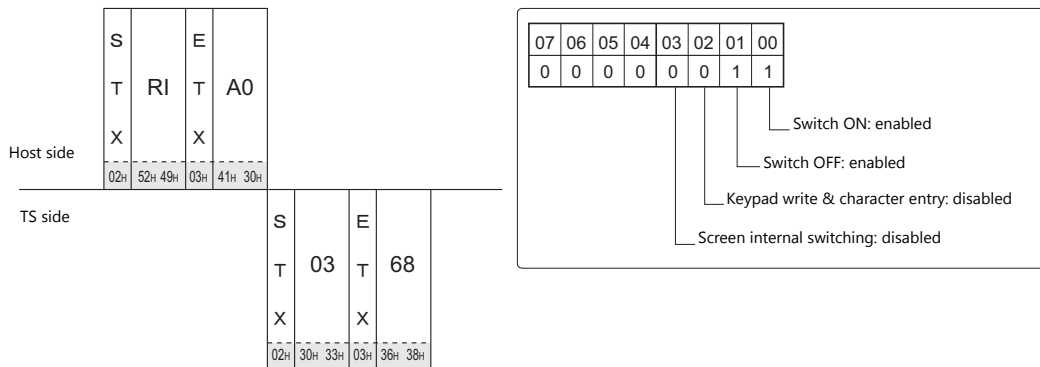 S T X
RI
E T X
A0
Host side
02H 52H 49H 03H 41H 30H
TS side
S T X
03
E T X
68
02H 30H 33H 03H 36H 38H
07 06 05 04 03 02 01 00
0 0 0 0 0 0 1 1
Switch ON: enabled
Switch OFF: enabled
Keypad write & character entry: disabled
Screen internal switching: disabled